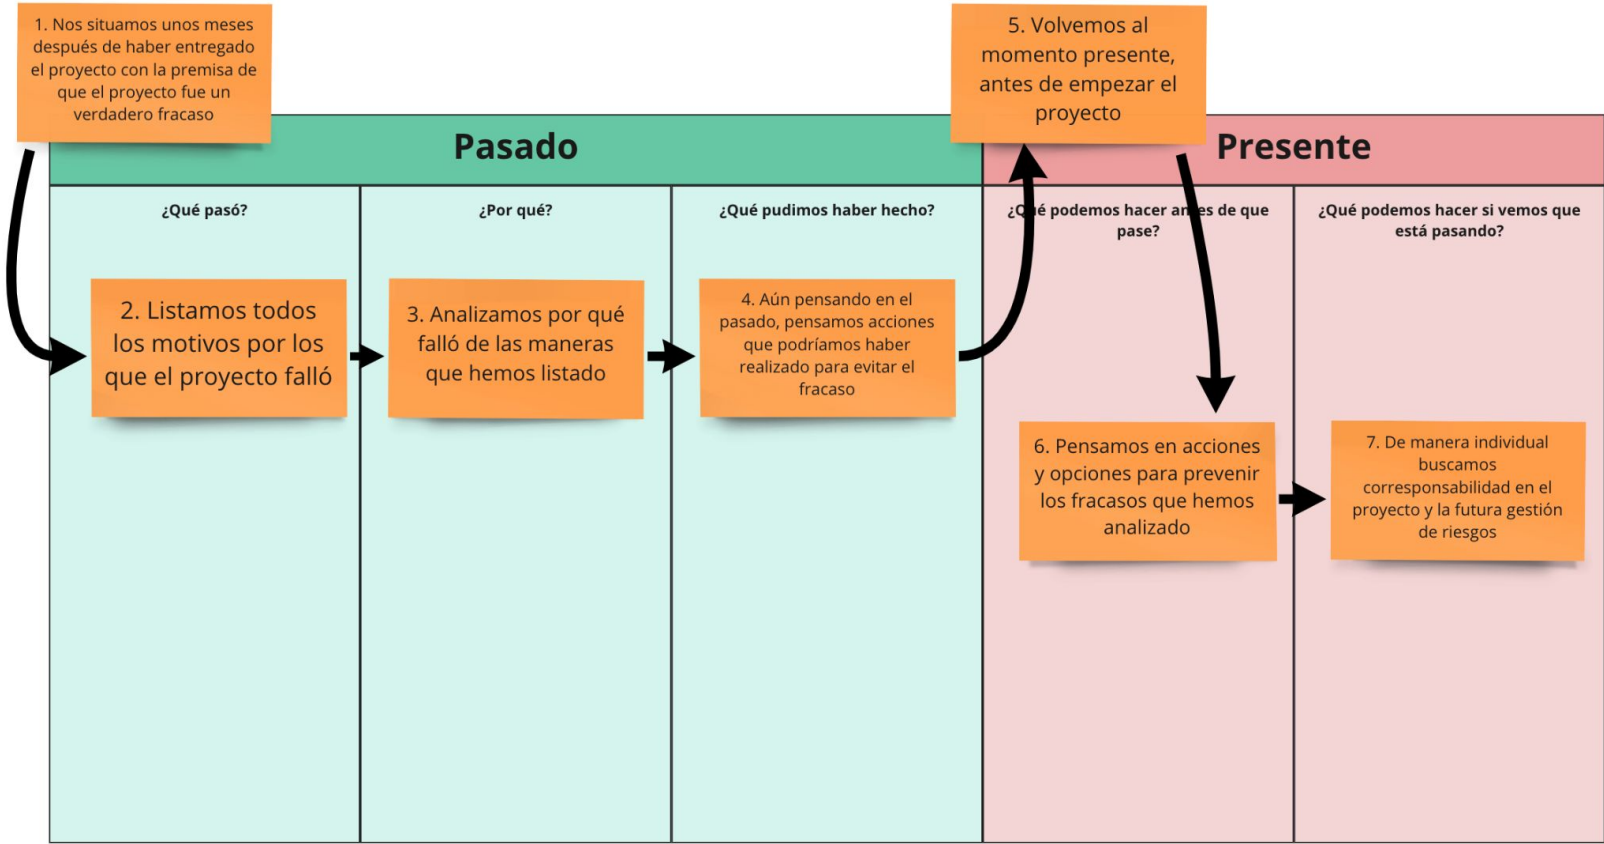 1. Nos situamos unos meses
después de haber entregado
el proyecto con la premisa de
que el proyecto fue un
verdadero fracaso
5. Volvemos al
momento presente,
antes de empezar el
proyecto
Pasado
Presente
¿Qué pasó?
¿Por qué?
¿Qué pudimos haber hecho?
¿Qué podemos hacer antes de que
pase?
¿Qué podemos hacer si vemos que
está pasando?
2. Listamos todos
los motivos por los
que el proyecto falló
3. Analizamos por qué
falló de las maneras
que hemos listado
4. Aún pensando en el
pasado, pensamos acciones
que podríamos haber
realizado para evitar el
fracaso
6. Pensamos en acciones
y opciones para prevenir
los fracasos que hemos
analizado
7. De manera individual
buscamos
corresponsabilidad en el
proyecto y la futura gestión
de riesgos